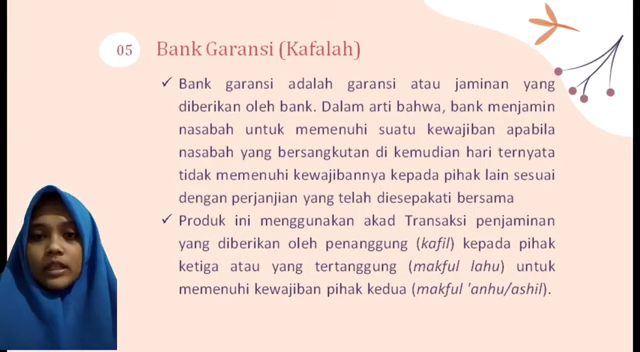 05
Bank Garansi (Kafalah)
✓ Bank garansi adalah garansi atau jaminan yang
diberikan oleh bank. Dalam arti bahwa, bank menjamin
nasabah untuk memenuhi suatu kewajiban apabila
nasabah yang bersangkutan di kemudian hari ternyata
tidak memenuhi kewajibannya kepada pihak lain sesuai
dengan perjanjian yang telah diesepakati bersama
✓ Produk ini menggunakan akad Transaksi penjaminan
yang diberikan oleh penanggung (kafil) kepada pihak
ketiga atau yang tertanggung (makful lahu) untuk
memenuhi kewajiban pihak kedua (makful 'anhu/ashil).